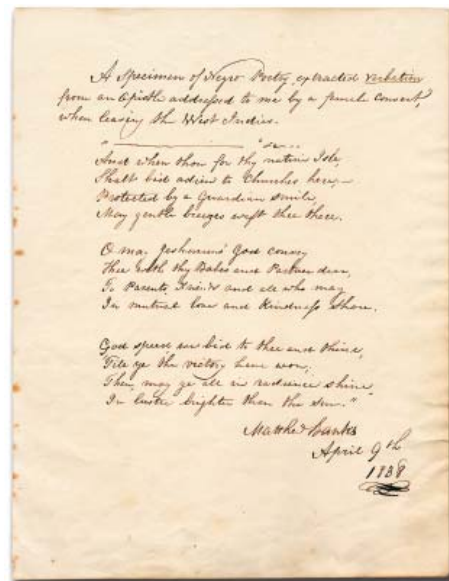 A Specimen of Negro Poetry, extracted verbatim
from an Epistle addressed to me by a female convert,
when leaving the West Indies.
And when thou for thy native Isle
Shalt bid adieu to Churches here,—
Protected by a Guardian smile,
May gentle breezes waft thee there.
O may Jeshurun's God convey
Thee with thy Babes and Partner dear,
To Parents, Friends and all who may
In mutual love and kindness share.
God speed we bid to thee and thine,
Till ye the victory have won,
Then, may ye all in radiance shine,
In lustre brighter than the sun."
Matthew Banks
April 9th
1838